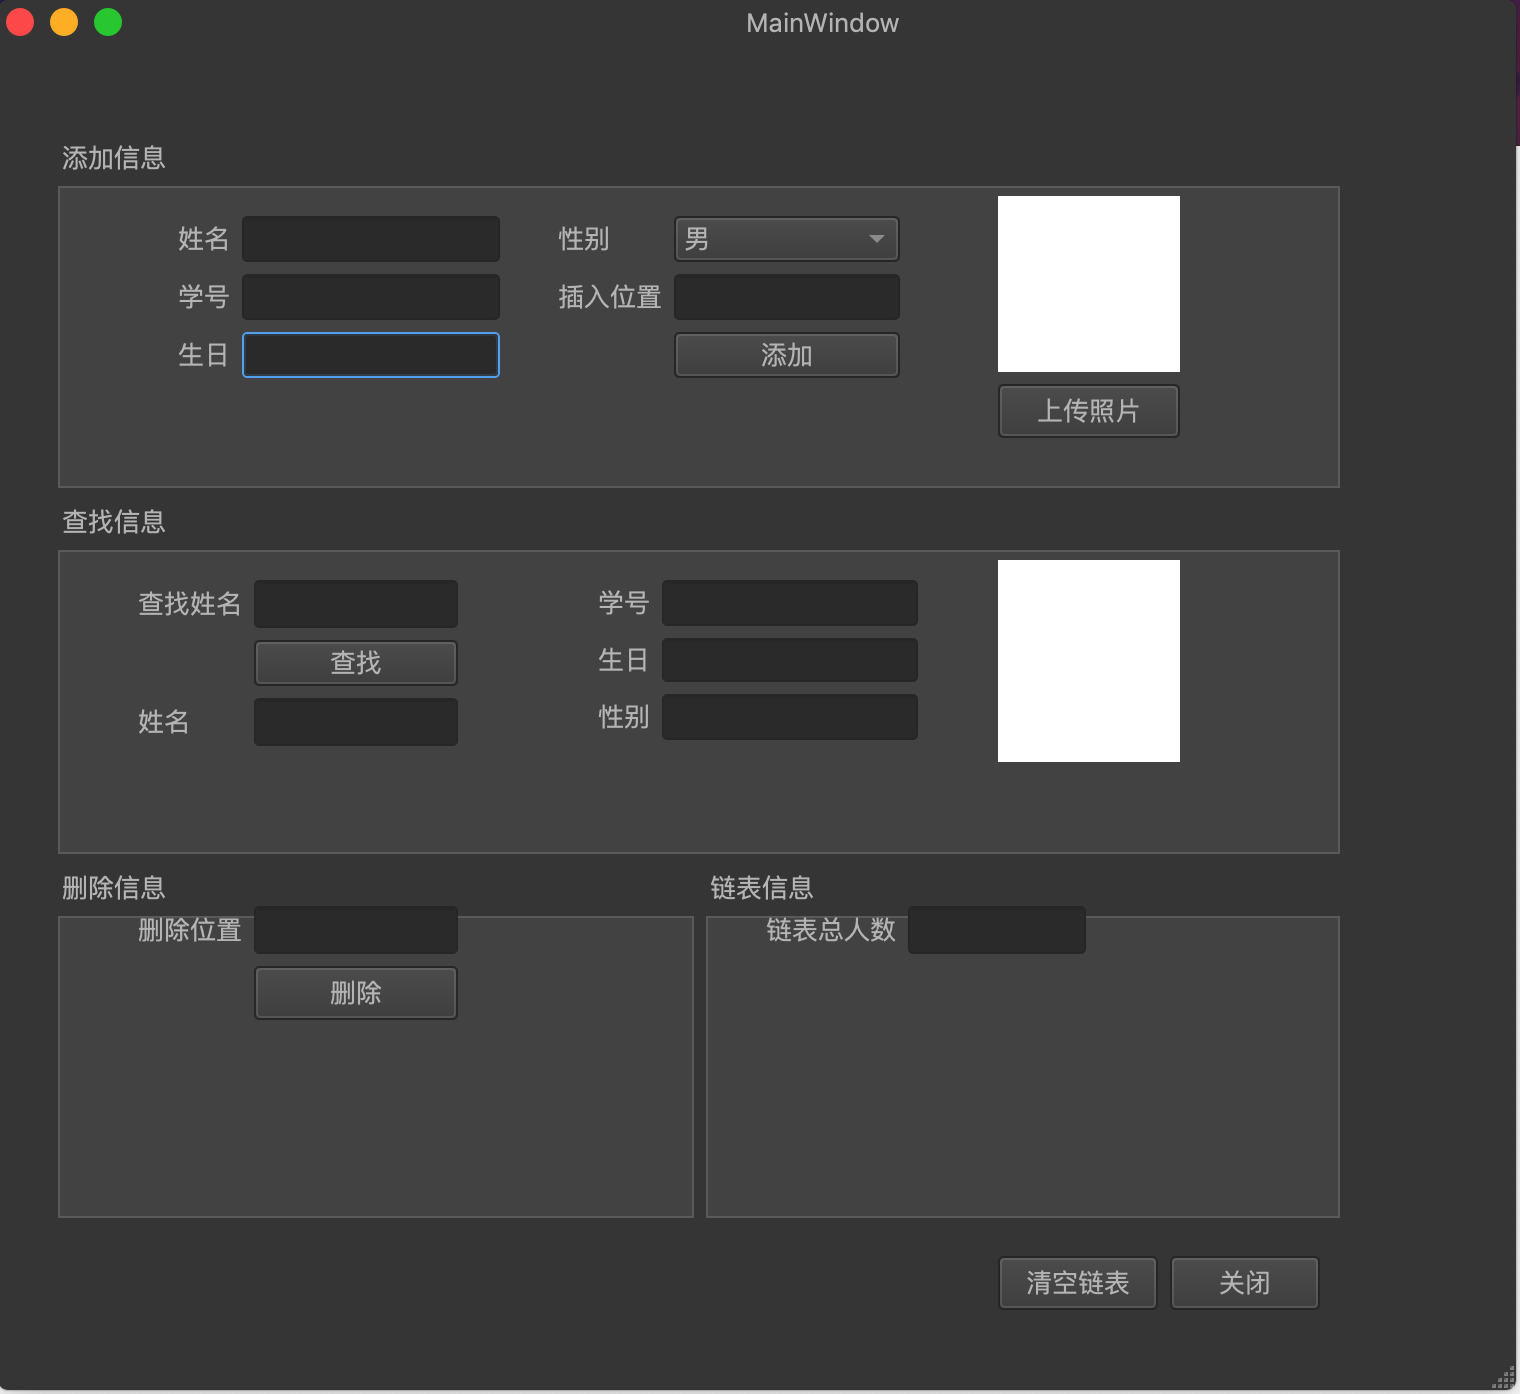 MainWindow
添加信息
姓名
性别
男
学号
插入位置
生日
添加
上传照片
查找信息
查找姓名
学号
查找
生日
姓名
性别
删除信息
链表信息
删除位置
链表总人数
删除
清空链表
关闭